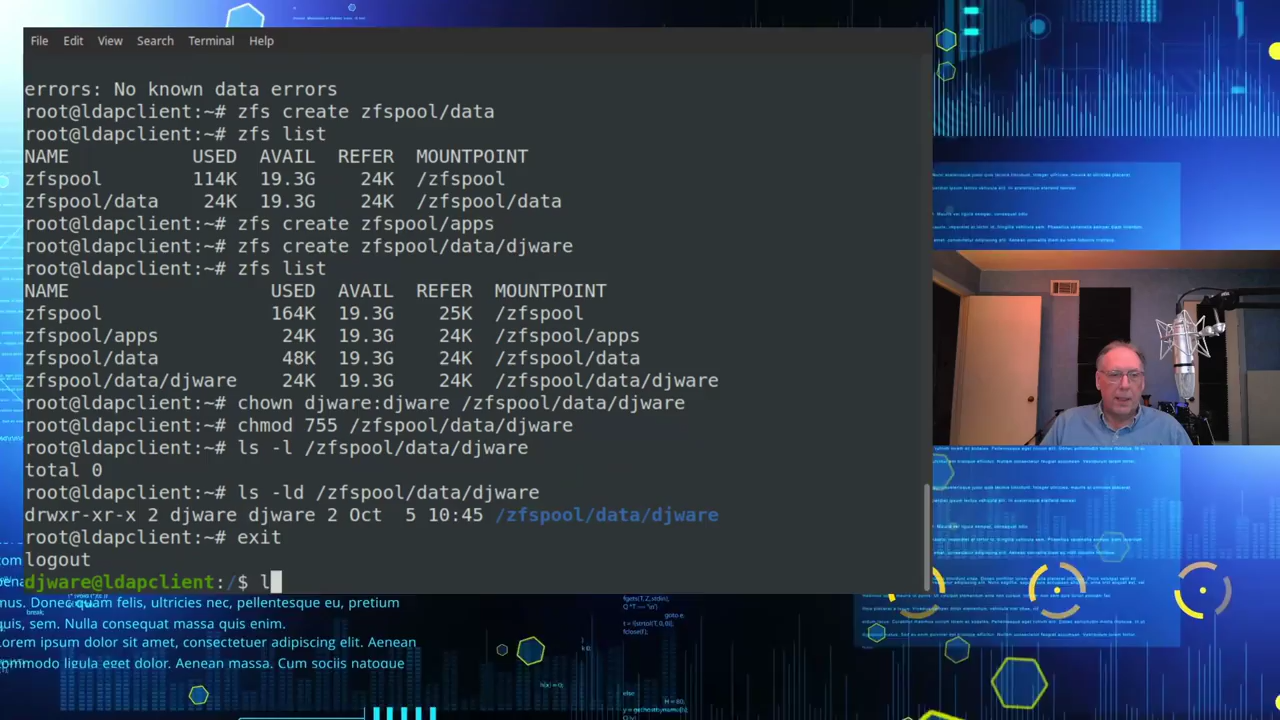 File Edit View Search Terminal Help
errors: No known data errors
root@ldapclient:~# zfs create zfspool/data
root@ldapclient:~# zfs list
NAME USED AVAIL REFER MOUNTPOINT
zfspool 114K 19.3G 24K /zfspool
zfspool/data 24K 19.3G 24K /zfspool/data
root@ldapclient:~# zfs create zfspool/apps
root@ldapclient:~# zfs create zfspool/data/djware
root@ldapclient:~# zfs list
NAME USED AVAIL REFER MOUNTPOINT
zfspool 164K 19.3G 25K /zfspool
zfspool/apps 24K 19.3G 24K /zfspool/apps
zfspool/data 48K 19.3G 24K /zfspool/data
zfspool/data/djware 24K 19.3G 24K /zfspool/data/djware
root@ldapclient:~# chown djware:djware /zfspool/data/djware
root@ldapclient:~# chmod 755 /zfspool/data/djware
root@ldapclient:~# ls -l /zfspool/data/djware
total 0
root@ldapclient:~# ls -ld /zfspool/data/djware
drwxr-xr-x 2 djware djware 2 Oct 5 10:45 /zfspool/data/djware
root@ldapclient:~# exit
logout
djware@ldapclient:/$ l
mus. Donec quam felis, ultricies nec, pellentesque eu, pretium
quis, sem. Nulla consequat massa quis enim.
orem ipsum dolor sit amet, consectetuer adipiscing elit. Aenean
ommodo ligula eget dolor. Aenean massa. Cum sociis natoque